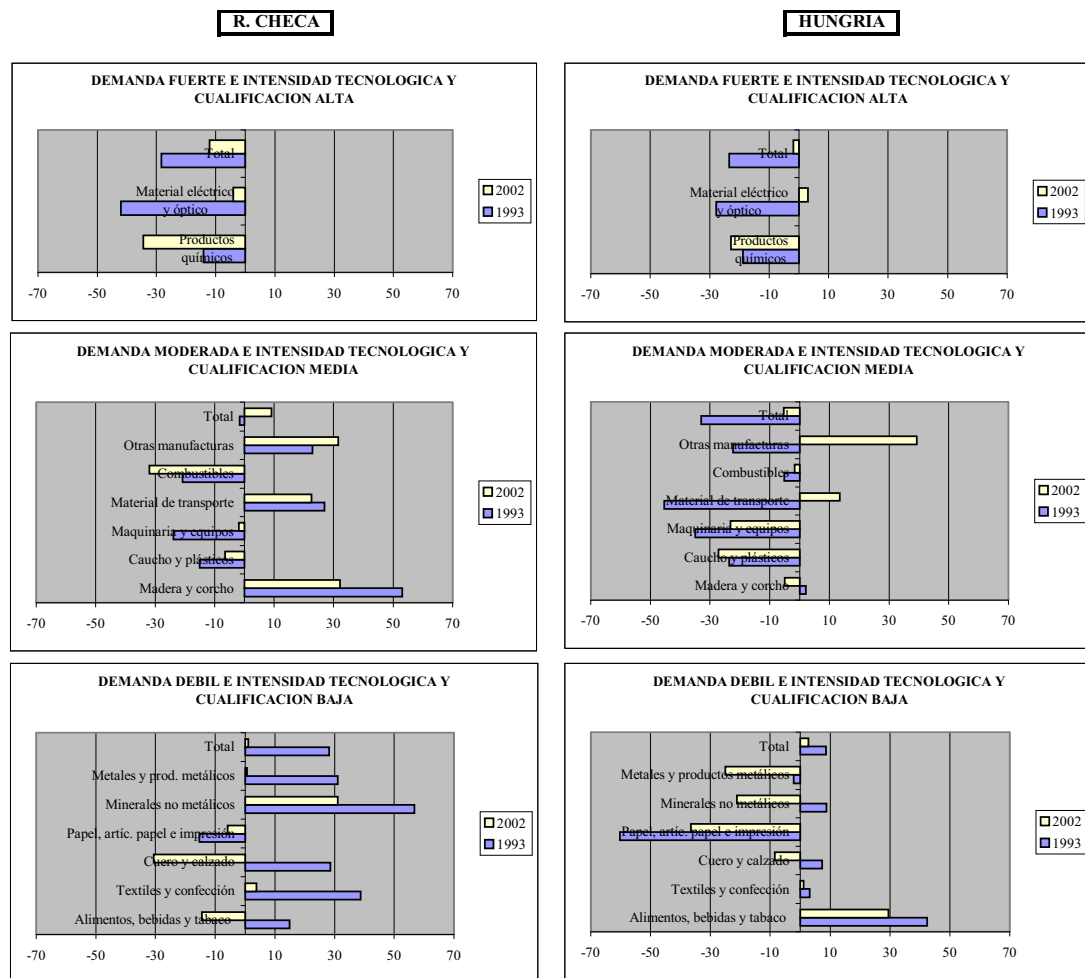 R. CHECA
HUNGRIA
DEMANDA FUERTE E INTENSIDAD TECNOLOGICA Y
CUALIFICACION ALTA
Total
Material eléctrico
y óptico
Productos
químicos
-70 -50 -30 -10 10 30 50 70
2002
1993
DEMANDA FUERTE E INTENSIDAD TECNOLOGICA Y
CUALIFICACION ALTA
Total
Material eléctrico
y óptico
Productos
químicos
-70 -50 -30 -10 10 30 50 70
2002
1993
DEMANDA MODERADA E INTENSIDAD TECNOLOGICA Y
CUALIFICACION MEDIA
Total
Otras manufacturas
Combustibles
Material de transporte
Maquinaria y equipos
Caucho y plásticos
Madera y corcho
-70 -50 -30 -10 10 30 50 70
2002
1993
DEMANDA MODERADA E INTENSIDAD TECNOLOGICA Y
CUALIFICACION MEDIA
Total
Otras manufacturas
Combustibles
Material de transporte
Maquinaria y equipos
Caucho y plásticos
Madera y corcho
-70 -50 -30 -10 10 30 50 70
2002
1993
DEMANDA DEBIL E INTENSIDAD TECNOLOGICA Y
CUALIFICACION BAJA
Total
Metales y prod. metálicos
Minerales no metálicos
Papel, artíc. papel e impresión
Cuero y calzado
Textiles y confección
Alimentos, bebidas y tabaco
-70 -50 -30 -10 10 30 50 70
2002
1993
DEMANDA DEBIL E INTENSIDAD TECNOLOGICA Y
CUALIFICACION BAJA
Total
Metales y productos metálicos
Minerales no metálicos
Papel, artíc. papel e impresión
Cuero y calzado
Textiles y confección
Alimentos, bebidas y tabaco
-70 -50 -30 -10 10 30 50 70
2002
1993